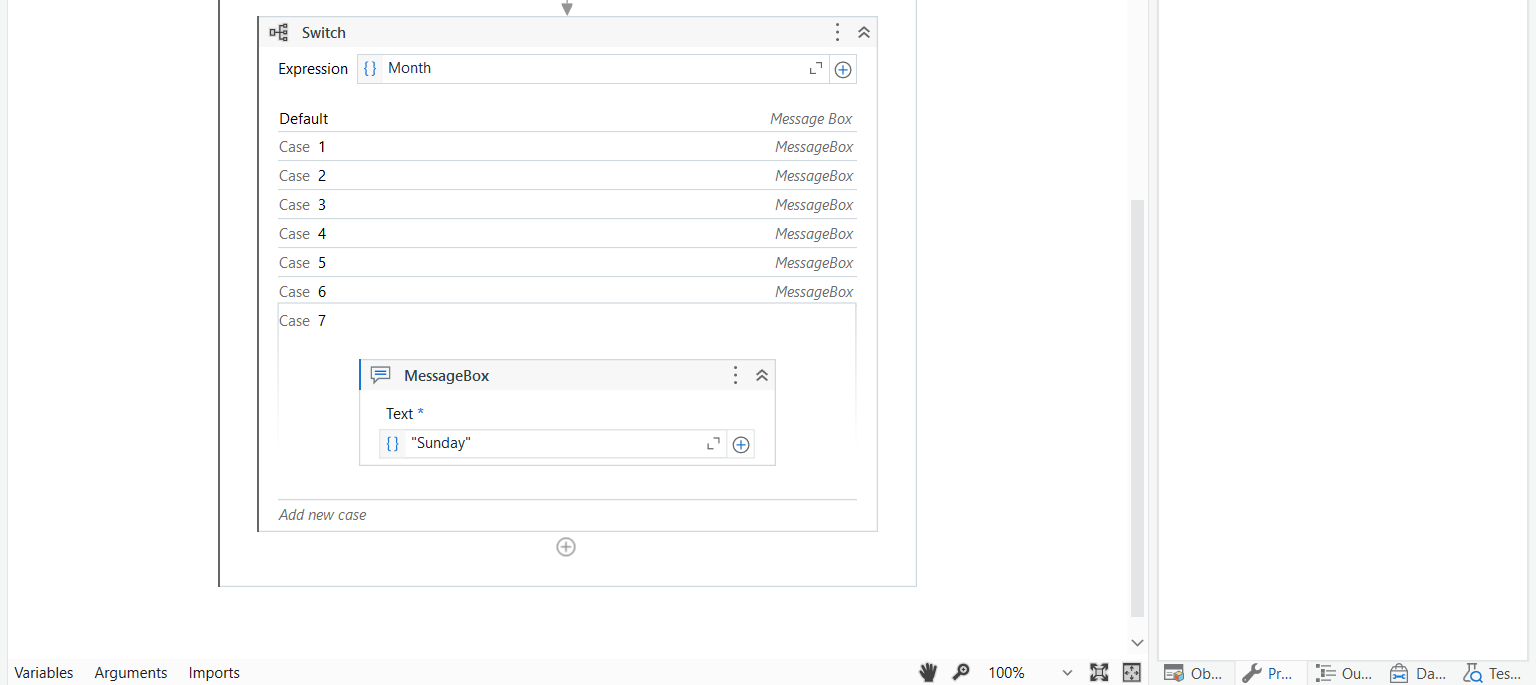 Switch
Expression {} Month
Default Message Box
Case 1 MessageBox
Case 2 MessageBox
Case 3 MessageBox
Case 4 MessageBox
Case 5 MessageBox
Case 6 MessageBox
Case 7
MessageBox
Text *
{} "Sunday"
Add new case
Variables Arguments Imports 100% Ob... Pr... Ou... Da... Tes...